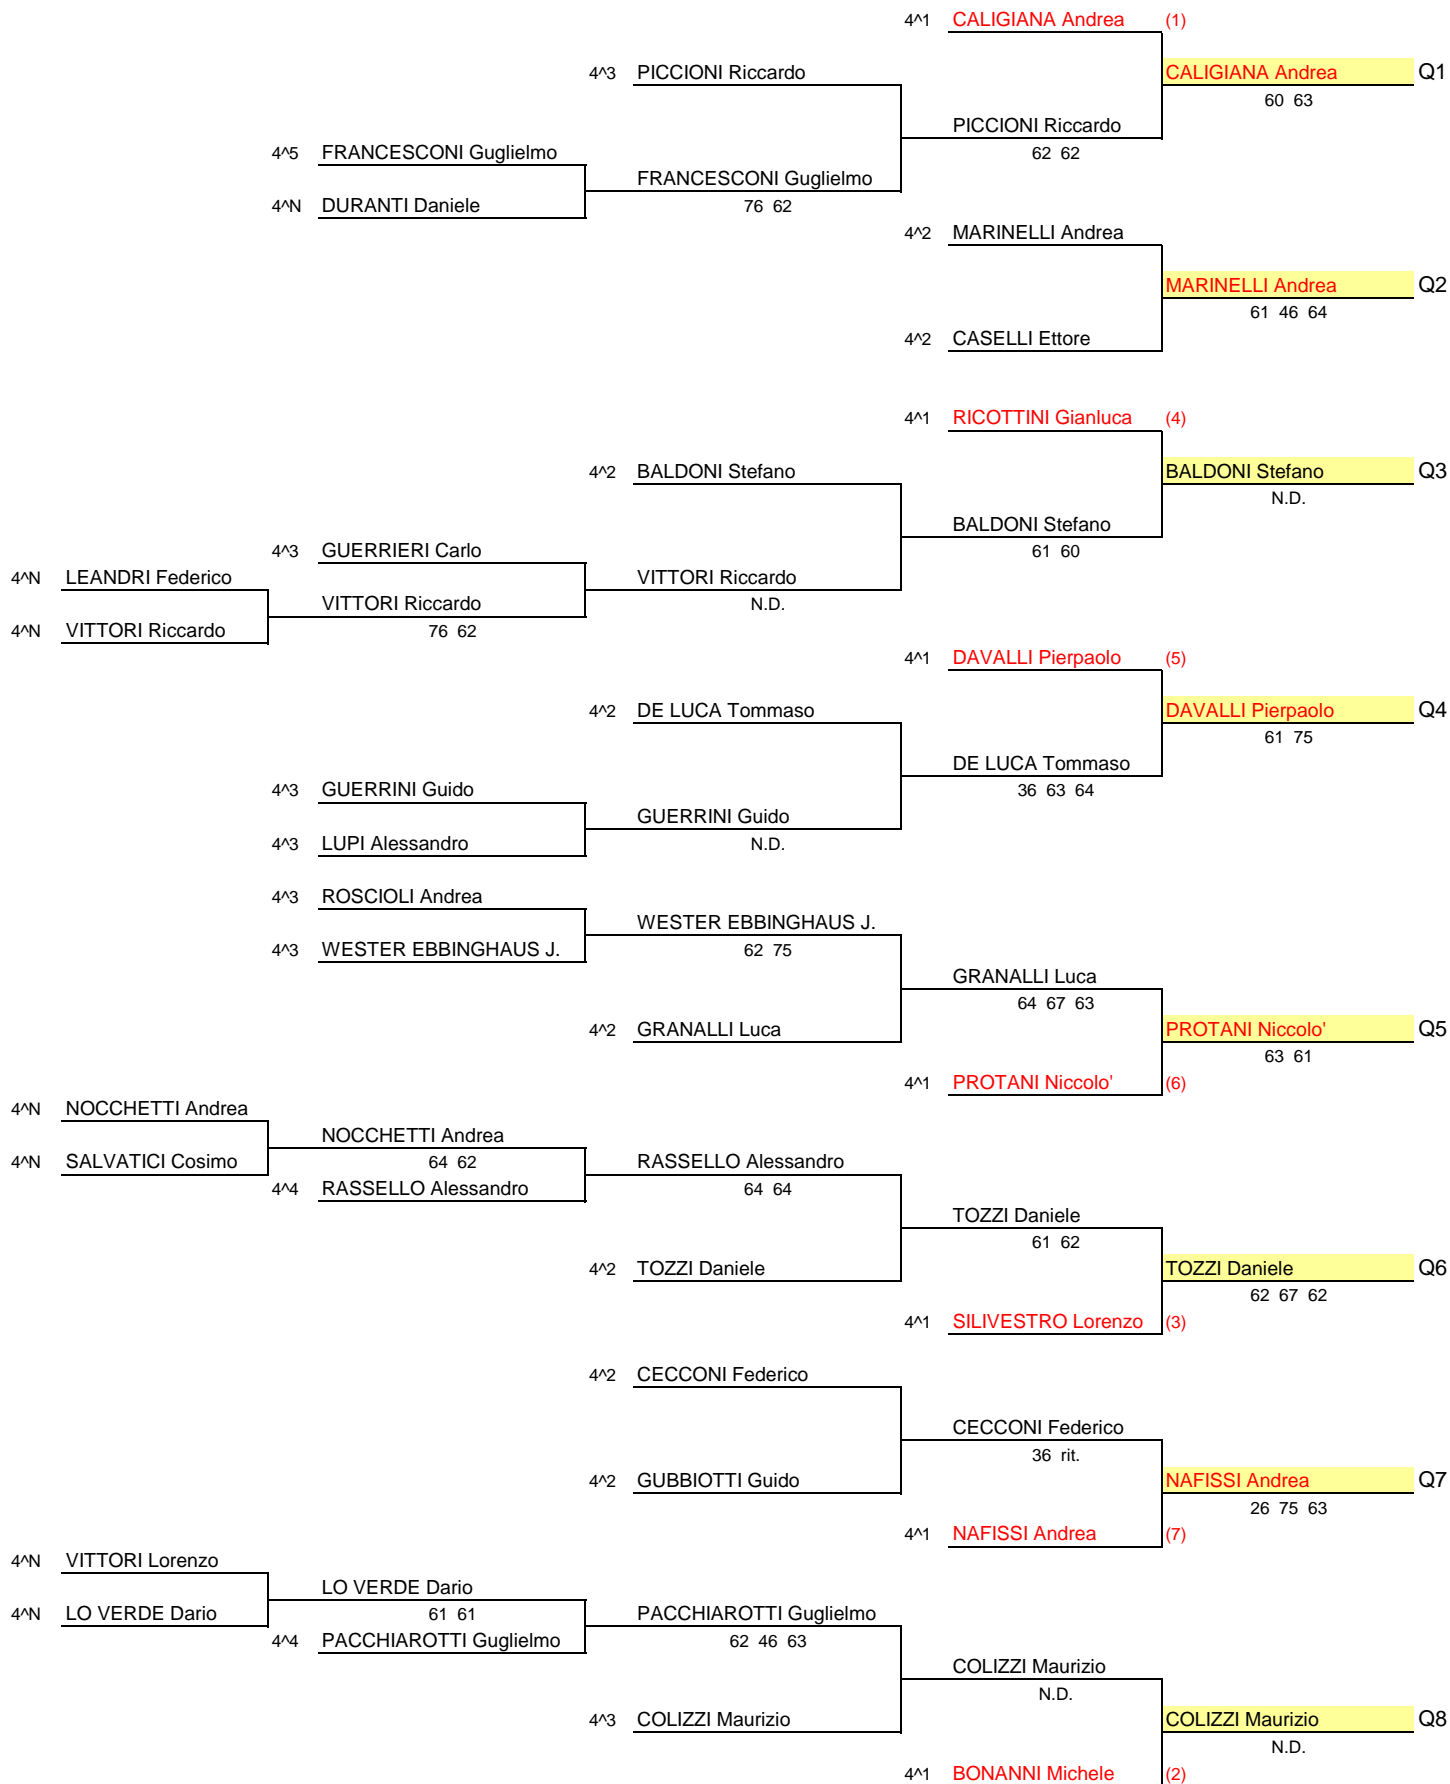 4^1 CALIGIANA Andrea (1)
4^3 PICCIONI Riccardo CALIGIANA Andrea Q1
60 63
PICCIONI Riccardo
4^5 FRANCESCONI Guglielmo 62 62
FRANCESCONI Guglielmo
4^N DURANTI Daniele 76 62
4^2 MARINELLI Andrea
MARINELLI Andrea Q2
61 46 64
4^2 CASELLI Ettore
4^1 RICOTTINI Gianluca (4)
4^2 BALDONI Stefano BALDONI Stefano Q3
N.D.
BALDONI Stefano
4^3 GUERRIERI Carlo 61 60
4^N LEANDRI Federico VITTORI Riccardo
VITTORI Riccardo N.D.
4^N VITTORI Riccardo 76 62
4^1 DAVALLI Pierpaolo (5)
4^2 DE LUCA Tommaso DAVALLI Pierpaolo Q4
61 75
DE LUCA Tommaso
4^3 GUERRINI Guido 36 63 64
GUERRINI Guido
4^3 LUPI Alessandro N.D.
4^3 ROSCIOLI Andrea
WESTER EBBINGHAUS J.
4^3 WESTER EBBINGHAUS J. 62 75
GRANALLI Luca
64 67 63
4^2 GRANALLI Luca PROTANI Niccolo' Q5
63 61
4^1 PROTANI Niccolo' (6)
4^N NOCCHETTI Andrea
NOCCHETTI Andrea
4^N SALVATICI Cosimo 64 62 RASSELLO Alessandro
4^4 RASSELLO Alessandro 64 64
TOZZI Daniele
61 62
4^2 TOZZI Daniele TOZZI Daniele Q6
62 67 62
4^1 SILIVESTRO Lorenzo (3)
4^2 CECCONI Federico
CECCONI Federico
36 rit.
4^2 GUBBIOTTI Guido NAFISSI Andrea Q7
26 75 63
4^1 NAFISSI Andrea (7)
4^N VITTORI Lorenzo
LO VERDE Dario
4^N LO VERDE Dario 61 61 PACCHIAROTTI Guglielmo
4^4 PACCHIAROTTI Guglielmo 62 46 63
COLIZZI Maurizio
N.D.
4^3 COLIZZI Maurizio COLIZZI Maurizio Q8
N.D.
4^1 BONANNI Michele (2)